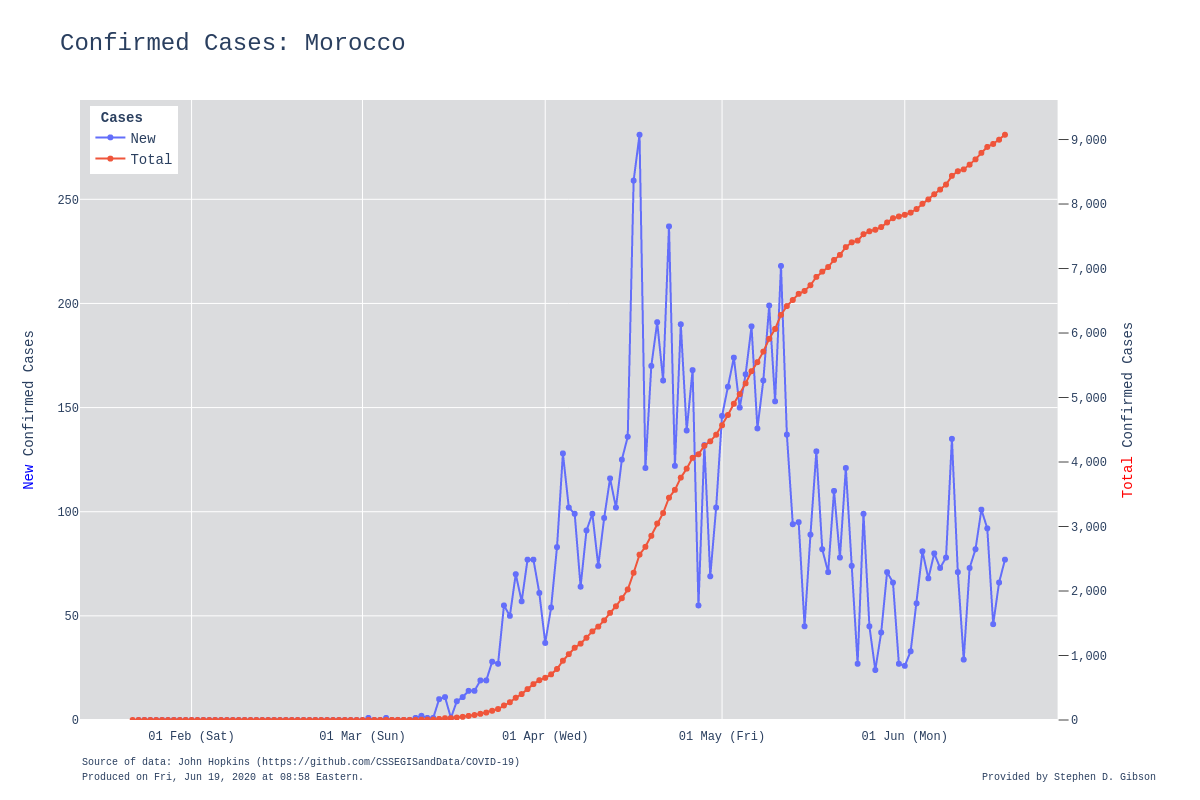 Confirmed Cases: Morocco
Cases
New
Total
250
200
150
100
50
0
9,000
8,000
7,000
6,000
5,000
4,000
3,000
2,000
1,000
0
New Confirmed Cases
Total Confirmed Cases
01 Feb (Sat)
01 Mar (Sun)
01 Apr (Wed)
01 May (Fri)
01 Jun (Mon)
Source of data: John Hopkins (https://github.com/CSSEGISandData/COVID-19)
Produced on Fri, Jun 19, 2020 at 08:58 Eastern.
Provided by Stephen D. Gibson